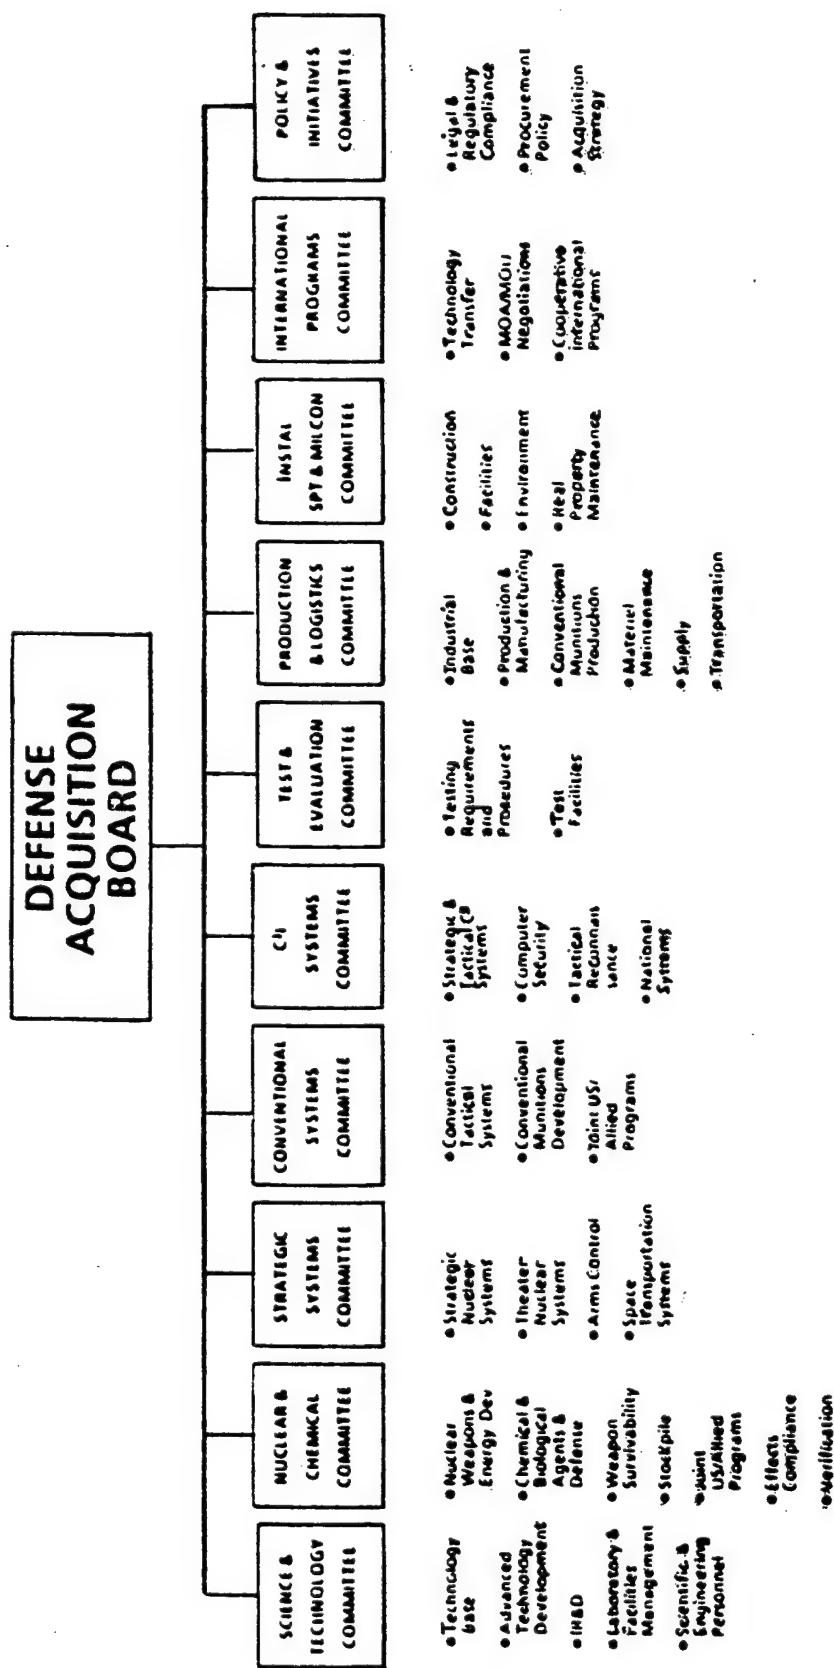 DEFENSE
ACQUISITION
BOARD
SCIENCE &
TECHNOLOGY
COMMITTEE
NUCLEAR &
CHEMICAL
COMMITTEE
STRATEGIC
SYSTEMS
COMMITTEE
CONVENTIONAL
SYSTEMS
COMMITTEE
C³I
SYSTEMS
COMMITTEE
TEST &
EVALUATION
COMMITTEE
PRODUCTION
& LOGISTICS
COMMITTEE
INSTAL
SPT & MILCON
COMMITTEE
INTERNATIONAL
PROGRAMS
COMMITTEE
POLICY &
INITIATIVES
COMMITTEE
• Technology
base
• Advanced
Technology
Development
• IR&D
• Laboratory &
Facilities
Management
• Scientific &
Engineering
Personnel
• Nuclear
Weapons &
Energy Dev
• Chemical &
Biological
Agents &
Defense
• Weapon
Survivability
• Stockpile
• Joint
US/Allied
Programs
• Effects
Compliance
• Verification
• Strategic
Nuclear
Systems
• Theater
Nuclear
Systems
• Arms Control
• Space
Transportation
Systems
• Conventional
Tactical
Systems
• Conventional
Munitions
Development
• Joint US/
Allied
Programs
• Strategic &
Tactical C³
Systems
• Computer
Security
• Tactical
Reconnais
sance
• National
Systems
• Testing
Requirements
and
Procedures
• Test
Facilities
• Industrial
Base
• Production &
Manufacturing
• Conventional
Munitions
Production
• Materiel
Maintenance
• Supply
• Transportation
• Construction
• Facilities
• Environment
• Real
Property
Maintenance
• Technology
Transfer
• MOA/MOU
Negotiations
• Cooperative
International
Programs
• Legal &
Regulatory
Compliance
• Procurement
Policy
• Acquisition
Strategy